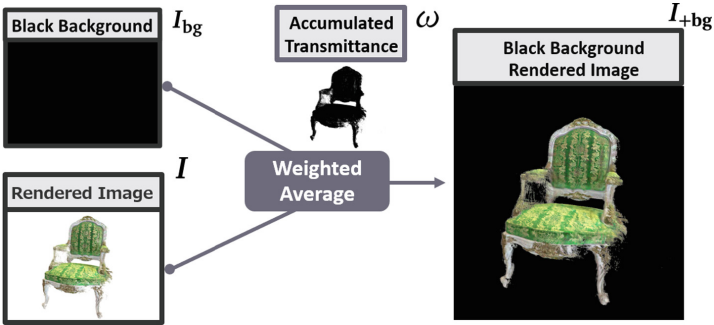 Black Background
I_bg
Accumulated
Transmittance
ω
I_+bg
Black Background
Rendered Image
Weighted
Average
Rendered Image
I